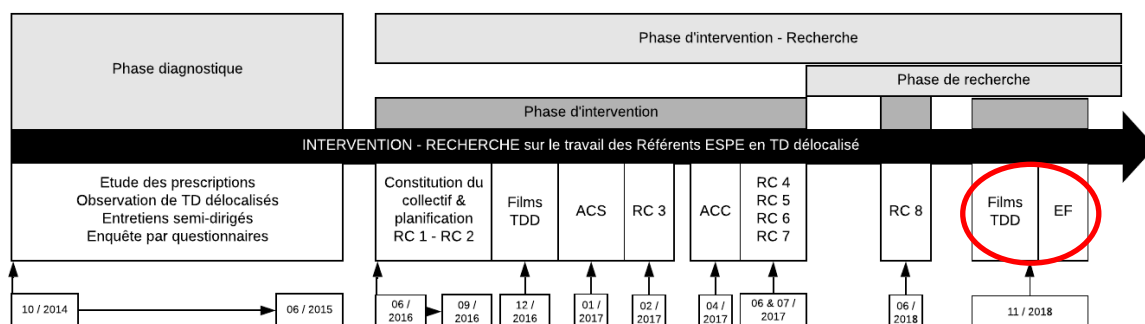 Phase d'intervention - Recherche
Phase diagnostique
Phase de recherche
Phase d'intervention
INTERVENTION - RECHERCHE sur le travail des Référents ESPE en TD délocalisé
Etude des prescriptions
Observation de TD délocalisés
Entretiens semi-dirigés
Enquête par questionnaires
Constitution du
collectif &
planification
RC 1 - RC 2
Films
TDD
ACS
RC 3
ACC
RC 4
RC 5
RC 6
RC 7
RC 8
Films
TDD
EF
10 / 2014
06 / 2015
06 /
2016
09 /
2016
12 /
2016
01 /
2017
02 /
2017
04 /
2017
06 & 07 /
2017
06 /
2018
11 / 2018